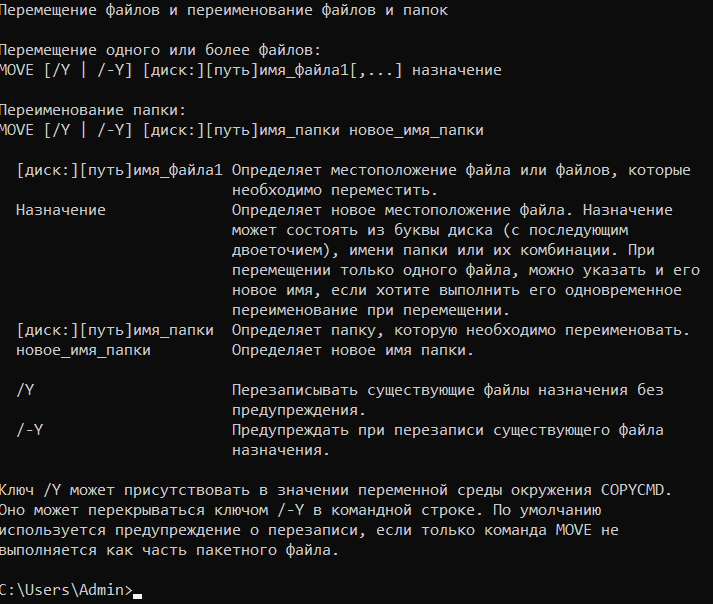 Перемещение файлов и переименование файлов и папок
Перемещение одного или более файлов:
MOVE [/Y | /-Y] [диск:][путь]имя_файла1[,...] назначение
Переименование папки:
MOVE [/Y | /-Y] [диск:][путь]имя_папки новое_имя_папки
[диск:][путь]имя_файла1 Определяет местоположение файла или файлов, которые
необходимо переместить.
Назначение Определяет новое местоположение файла. Назначение
может состоять из буквы диска (с последующим
двоеточием), имени папки или их комбинации. При
перемещении только одного файла, можно указать и его
новое имя, если хотите выполнить его одновременное
переименование при перемещении.
[диск:][путь]имя_папки Определяет папку, которую необходимо переименовать.
новое_имя_папки Определяет новое имя папки.
/Y Перезаписывать существующие файлы назначения без
предупреждения.
/-Y Предупреждать при перезаписи существующего файла
назначения.
Ключ /Y может присутствовать в значении переменной среды окружения COPYCMD.
Оно может перекрываться ключом /-Y в командной строке. По умолчанию
используется предупреждение о перезаписи, если только команда MOVE не
выполняется как часть пакетного файла.
C:\Users\Admin>